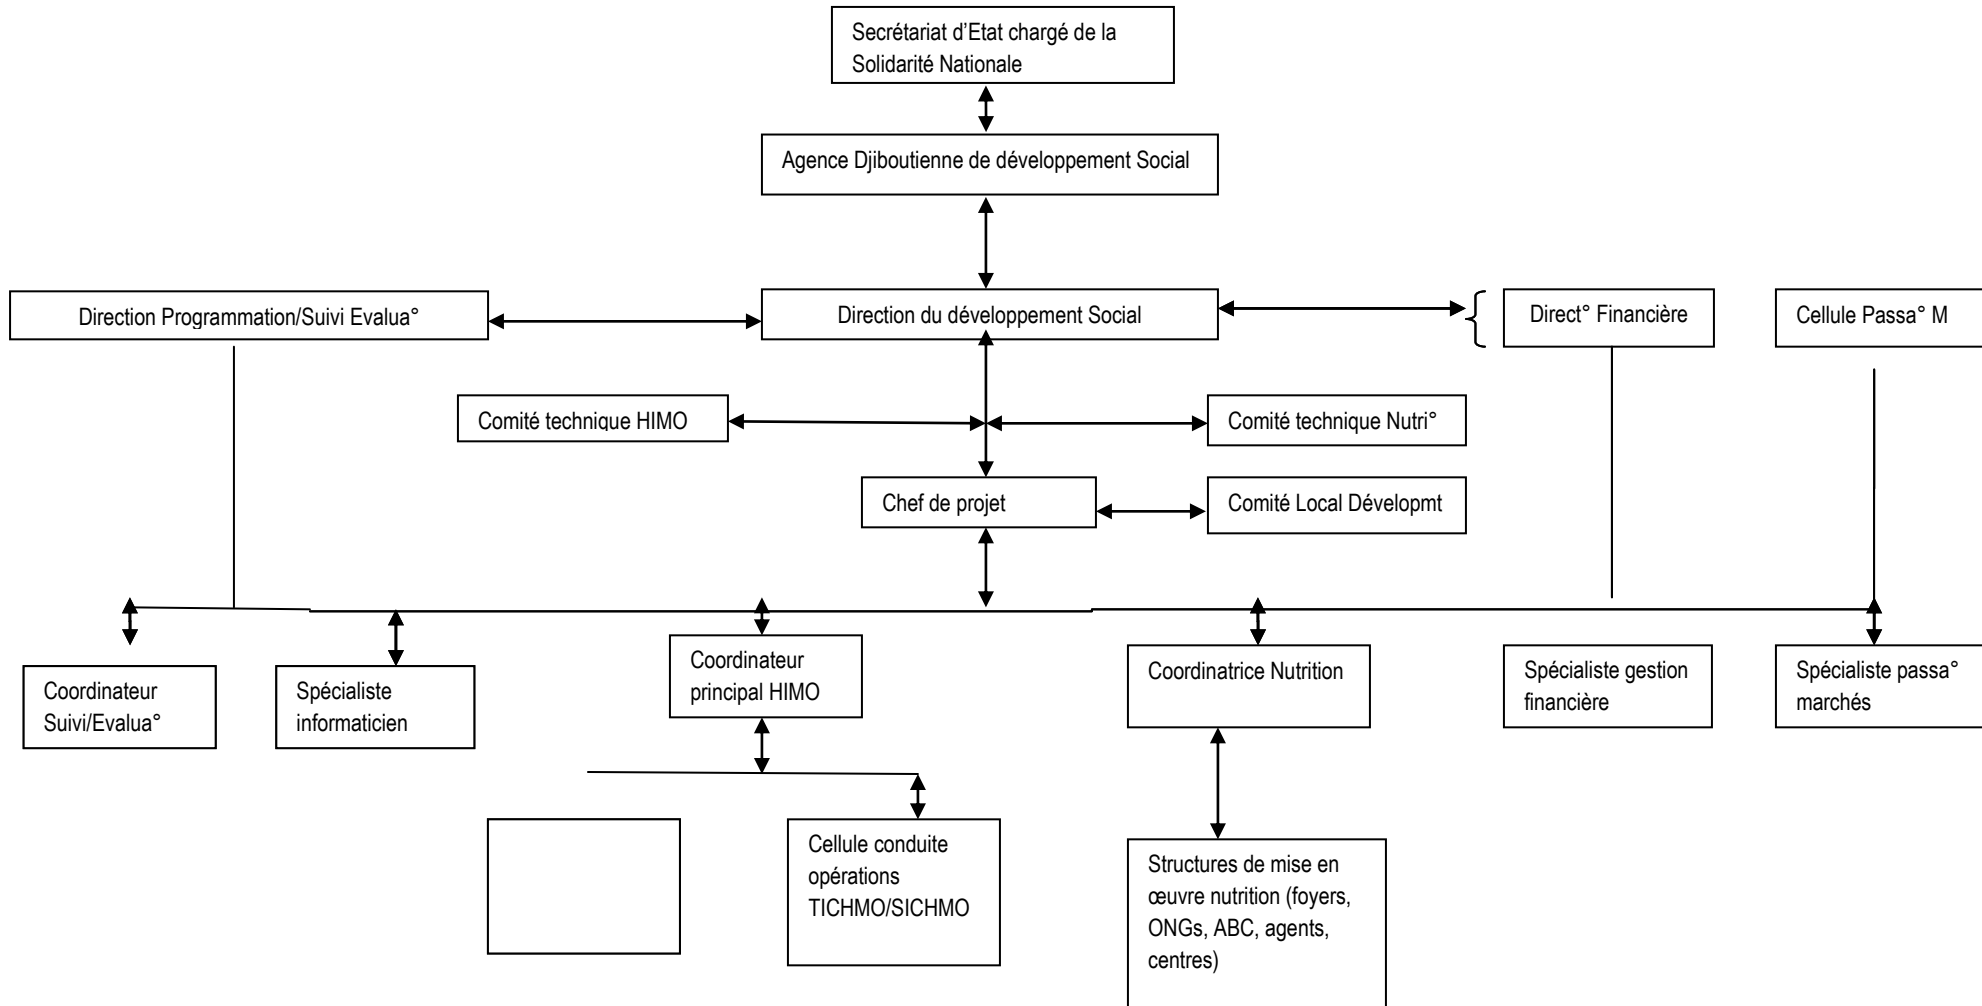 Secrétariat d'Etat chargé de la
Solidarité Nationale
Agence Djiboutienne de développement Social
Direction Programmation/Suivi Evalua°
Direction du développement Social
Direct° Financière
Cellule Passa° M
Comité technique HIMO
Comité technique Nutri°
Chef de projet
Comité Local Dévelopmt
Coordinateur
Suivi/Evalua°
Spécialiste
informaticien
Coordinateur
principal HIMO
Coordinatrice Nutrition
Spécialiste gestion
financière
Spécialiste passa°
marchés
Cellule conduite
opérations
TICHMO/SICHMO
Structures de mise en
œuvre nutrition (foyers,
ONGs, ABC, agents,
centres)